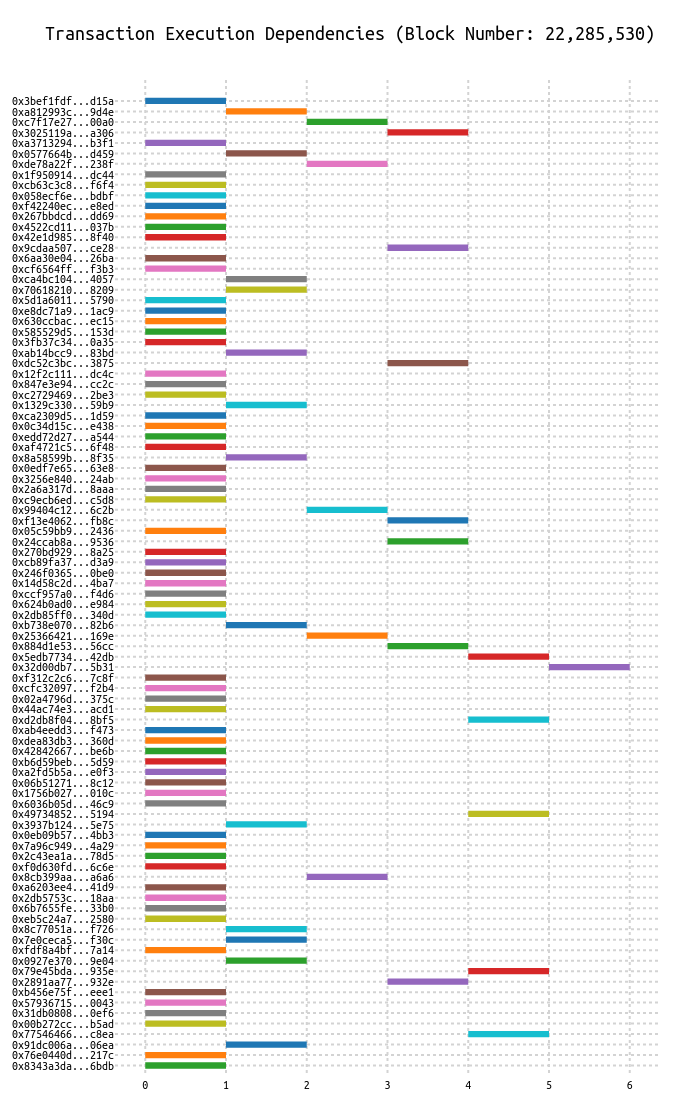 Transaction Execution Dependencies (Block Number: 22,285,530)
0x3bef1fdf...d15a
0xa812993c...9d4e
0xc7f17e27...00a0
0x3025119a...a306
0xa3713294...b3f1
0x0577664b...d459
0xde78a22f...238f
0x1f950914...dc44
0xcb63c3c8...f6f4
0x058ecf6e...bdbf
0xf42240ec...e8ed
0x267bbdcd...dd69
0x4522cd11...037b
0x42e1d985...8f40
0x9cdaa507...ce28
0x6aa30e04...26ba
0xcf6564ff...f3b3
0xca4bc104...4057
0x70618210...8209
0x5d1a6011...5790
0xe8dc71a9...1ac9
0x630ccbac...ec15
0x585529d5...153d
0x3fb37c34...0a35
0xab14bcc9...83bd
0xdc52c3bc...3875
0x12f2c111...dc4c
0x847e3e94...cc2c
0xc2729469...2be3
0x1329c330...59b9
0xca2309d5...1d59
0x0c34d15c...e438
0xedd72d27...a544
0xaf4721c5...6f48
0x8a58599b...8f35
0x0edf7e65...63e8
0x3256e840...24ab
0x2a6a317d...8aaa
0xc9ecb6ed...c5d8
0x99404c12...6c2b
0xf13e4062...fb8c
0x05c59bb9...2436
0x24ccab8a...9536
0x270bd929...8a25
0xcb89fa37...d3a9
0x246f0365...0be0
0x14d58c2d...4ba7
0xccf957a0...f4d6
0x624b0ad0...e984
0x2db85ff0...340d
0xb738e070...82b6
0x25366421...169e
0x884d1e53...56cc
0x5edb7734...42db
0x32d00db7...5b31
0xf312c2c6...7c8f
0xcfc32097...f2b4
0x02a4796d...375c
0x44ac74e3...acd1
0xd2db8f04...8bf5
0xab4eedd3...f473
0xdea83db3...360d
0x42842667...be6b
0xb6d59beb...5d59
0xa2fd5b5a...e0f3
0x06b51271...8c12
0x1756b027...010c
0x6036b05d...46c9
0x49734852...5194
0x3937b124...5e75
0x0eb09b57...4bb3
0x7a96c949...4a29
0x2c43ea1a...78d5
0xf0d630fd...6c6e
0x8cb399aa...a6a6
0xa6203ee4...41d9
0x2db5753c...18aa
0x6b7655fe...33b0
0xeb5c24a7...2580
0x8c77051a...f726
0x7e0ceca5...f30c
0xfdf8a4bf...7a14
0x0927e370...9e04
0x79e45bda...935e
0x2891aa77...932e
0xb456e75f...eee1
0x57936715...0043
0x31db0808...0ef6
0x00b272cc...b5ad
0x77546466...c8ea
0x91dc006a...06ea
0x76e0440d...217c
0x8343a3da...6bdb
0 1 2 3 4 5 6